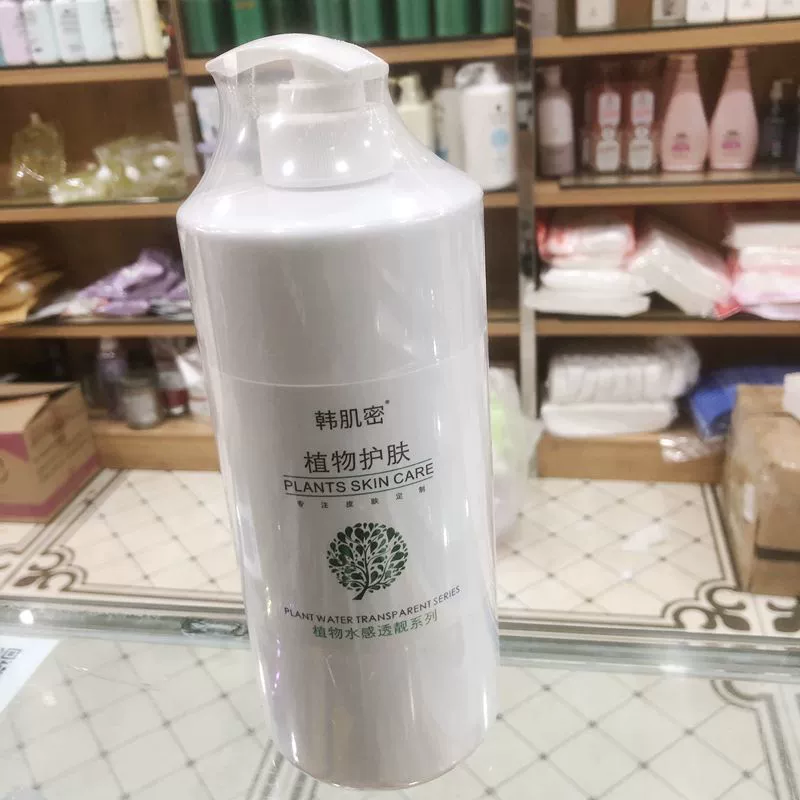 韩肌密®
植物护肤
PLANTS SKIN CARE
专注皮肤定制
PLANT WATER TRANSPARENT SERIES
植物水感透靓系列